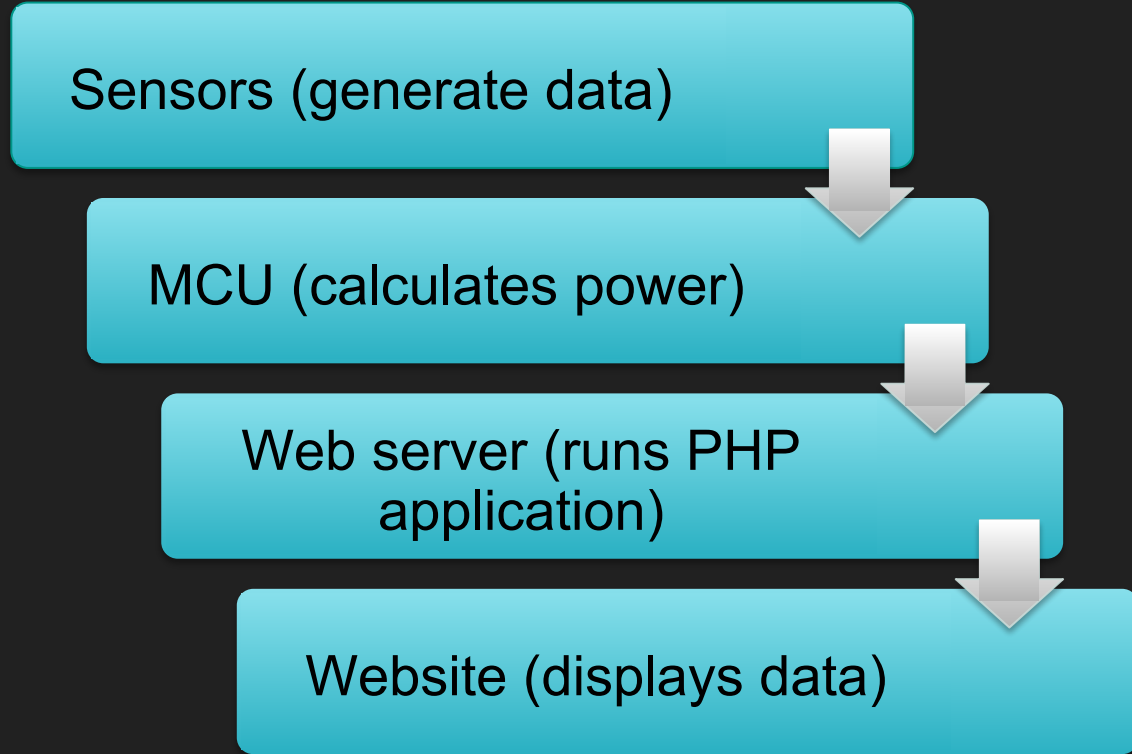 Sensors (generate data)
MCU (calculates power)
Web server (runs PHP
application)
Website (displays data)